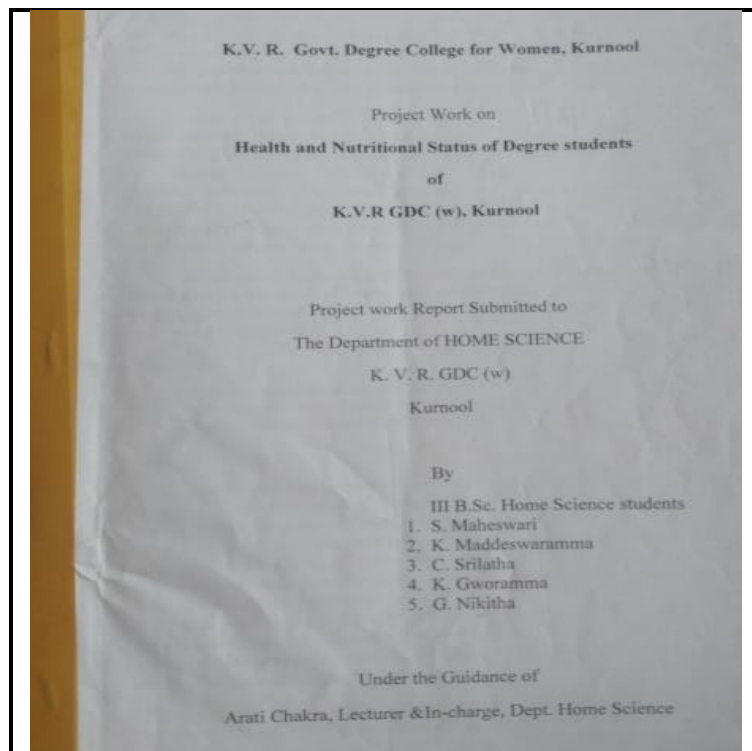 K.V. R. Govt. Degree College for Women, Kurnool
Project Work on
Health and Nutritional Status of Degree students
of
K.V.R GDC (w), Kurnool
Project work Report Submitted to
The Department of HOME SCIENCE
K. V. R. GDC (w)
Kurnool
By
III B.Sc. Home Science students
1. S. Maheswari
2. K. Maddeswaramma
3. C. Srilatha
4. K. Gworamma
5. G. Nikitha
Under the Guidance of
Arati Chakra, Lecturer &In-charge, Dept. Home Science